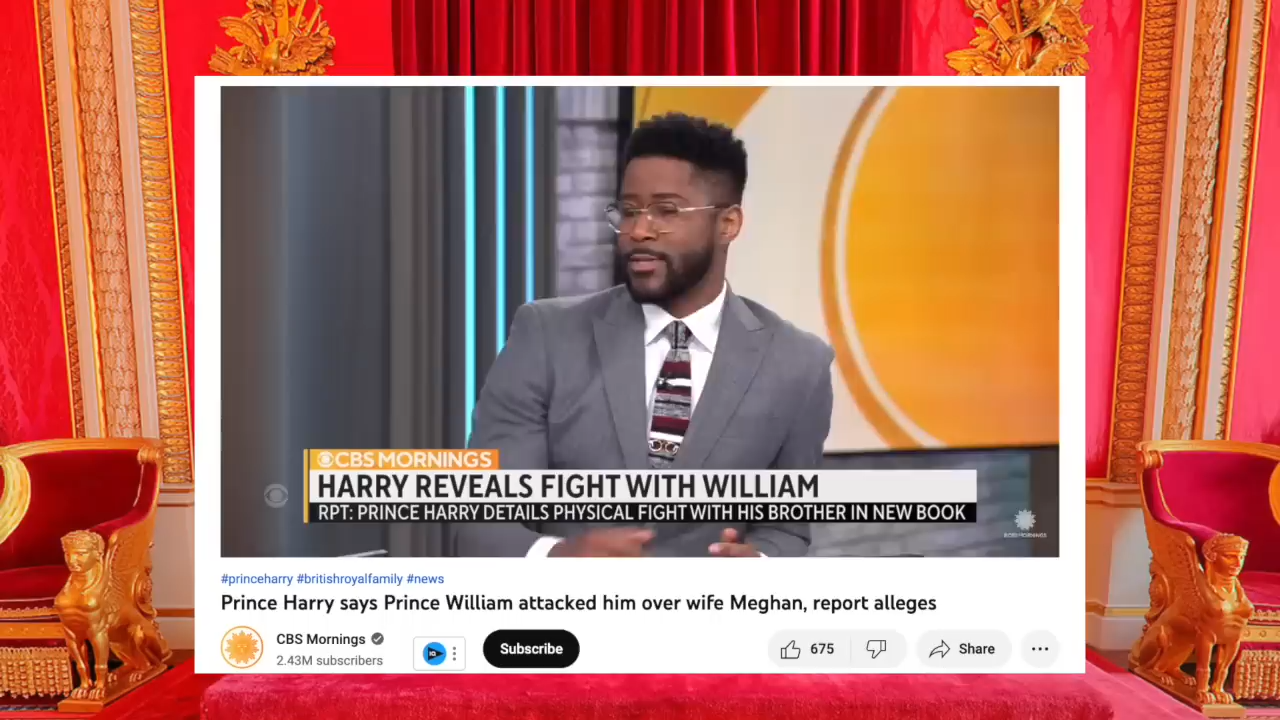 CBS MORNINGS
HARRY REVEALS FIGHT WITH WILLIAM
RPT: PRINCE HARRY DETAILS PHYSICAL FIGHT WITH HIS BROTHER IN NEW BOOK
CBS MORNINGS
#princeharry #britishroyalfamily #news
Prince Harry says Prince William attacked him over wife Meghan, report alleges
CBS Mornings
2.43M subscribers
Subscribe
675
Share